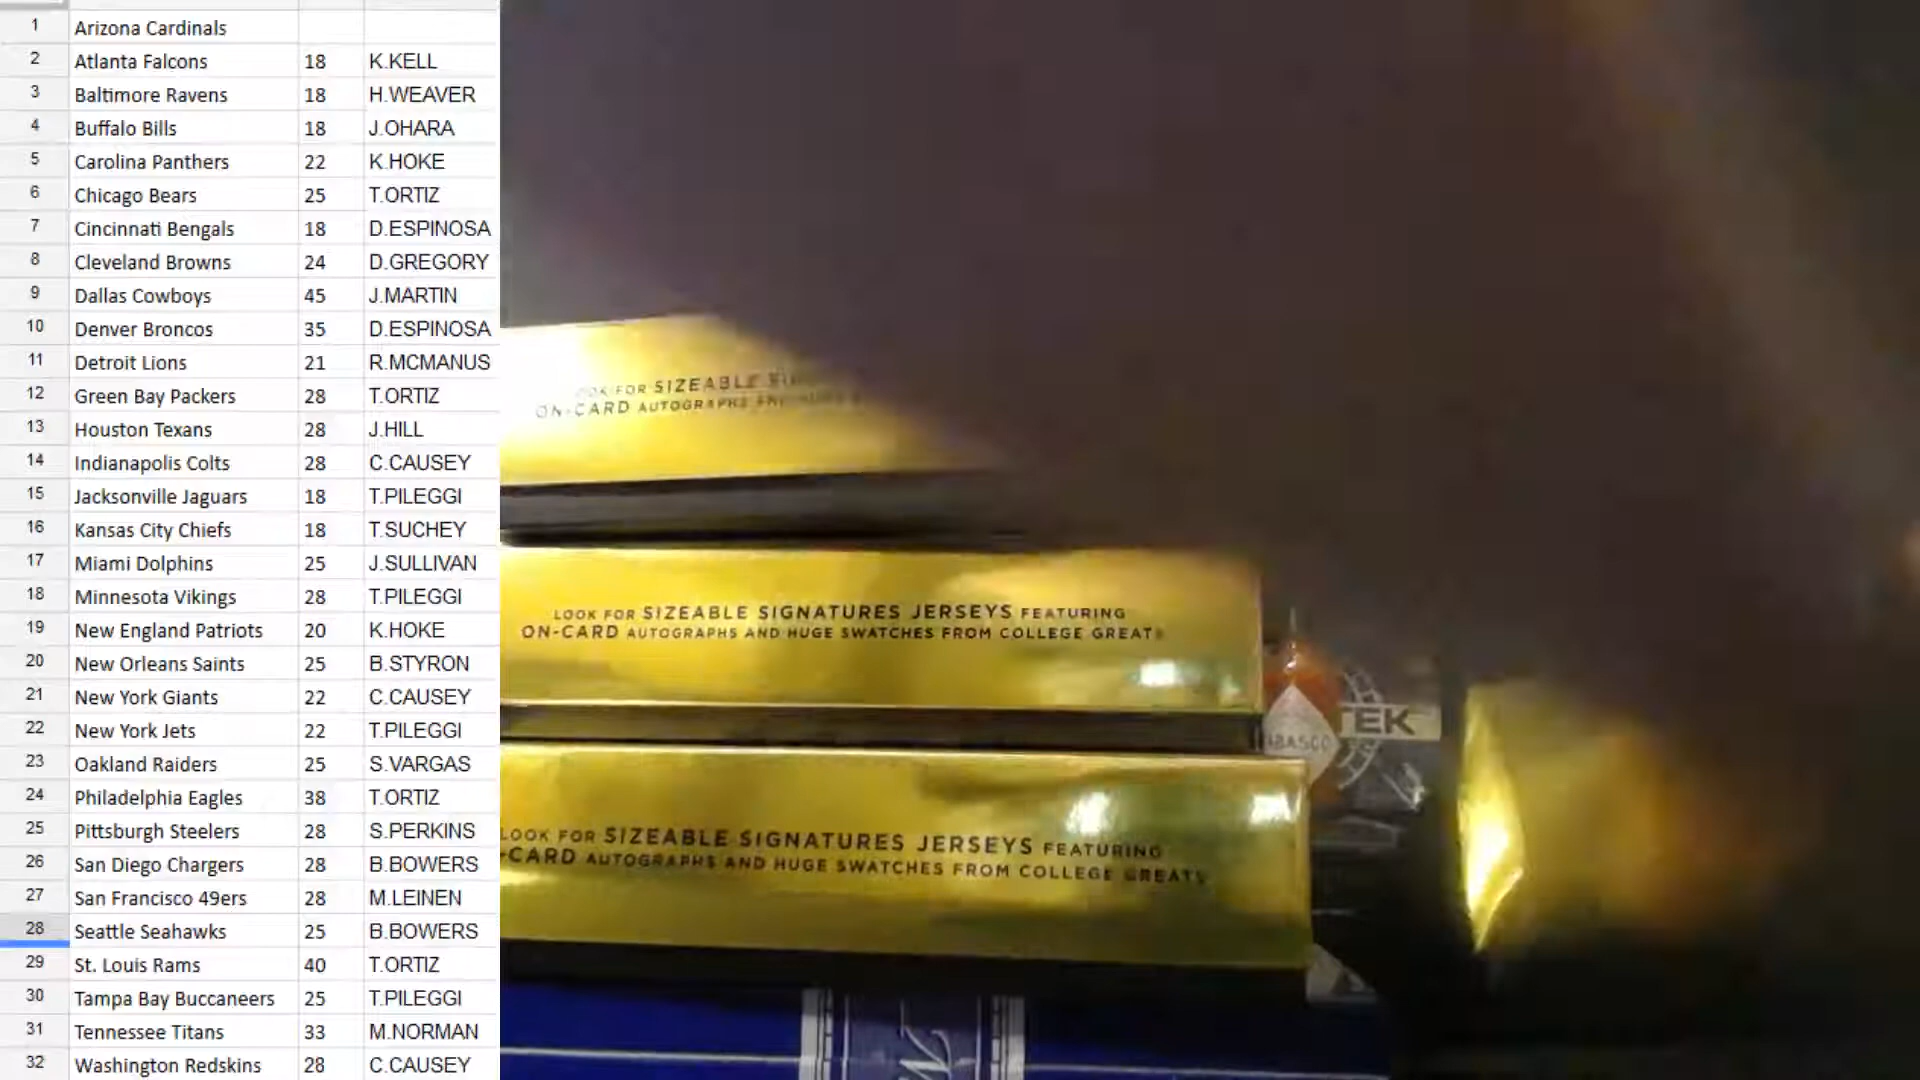 1 Arizona Cardinals
2 Atlanta Falcons 18 K.KELL
3 Baltimore Ravens 18 H.WEAVER
4 Buffalo Bills 18 J.OHARA
5 Carolina Panthers 22 K.HOKE
6 Chicago Bears 25 T.ORTIZ
7 Cincinnati Bengals 18 D.ESPINOSA
8 Cleveland Browns 24 D.GREGORY
9 Dallas Cowboys 45 J.MARTIN
10 Denver Broncos 35 D.ESPINOSA
11 Detroit Lions 21 R.MCMANUS
12 Green Bay Packers 28 T.ORTIZ
13 Houston Texans 28 J.HILL
14 Indianapolis Colts 28 C.CAUSEY
15 Jacksonville Jaguars 18 T.PILEGGI
16 Kansas City Chiefs 18 T.SUCHEY
17 Miami Dolphins 25 J.SULLIVAN
18 Minnesota Vikings 28 T.PILEGGI
19 New England Patriots 20 K.HOKE
20 New Orleans Saints 25 B.STYRON
21 New York Giants 22 C.CAUSEY
22 New York Jets 22 T.PILEGGI
23 Oakland Raiders 25 S.VARGAS
24 Philadelphia Eagles 38 T.ORTIZ
25 Pittsburgh Steelers 28 S.PERKINS
26 San Diego Chargers 28 B.BOWERS
27 San Francisco 49ers 28 M.LEINEN
28 Seattle Seahawks 25 B.BOWERS
29 St. Louis Rams 40 T.ORTIZ
30 Tampa Bay Buccaneers 25 T.PILEGGI
31 Tennessee Titans 33 M.NORMAN
32 Washington Redskins 28 C.CAUSEY
LOOK FOR SIZEABLE
ON-CARD AUTOGRAPHS AND
LOOK FOR SIZEABLE SIGNATURES JERSEYS FEATURING
ON-CARD AUTOGRAPHS AND HUGE SWATCHES FROM COLLEGE GREATS
TEK
LOOK FOR SIZEABLE SIGNATURES JERSEYS FEATURING
-CARD AUTOGRAPHS AND HUGE SWATCHES FROM COLLEGE GREATS